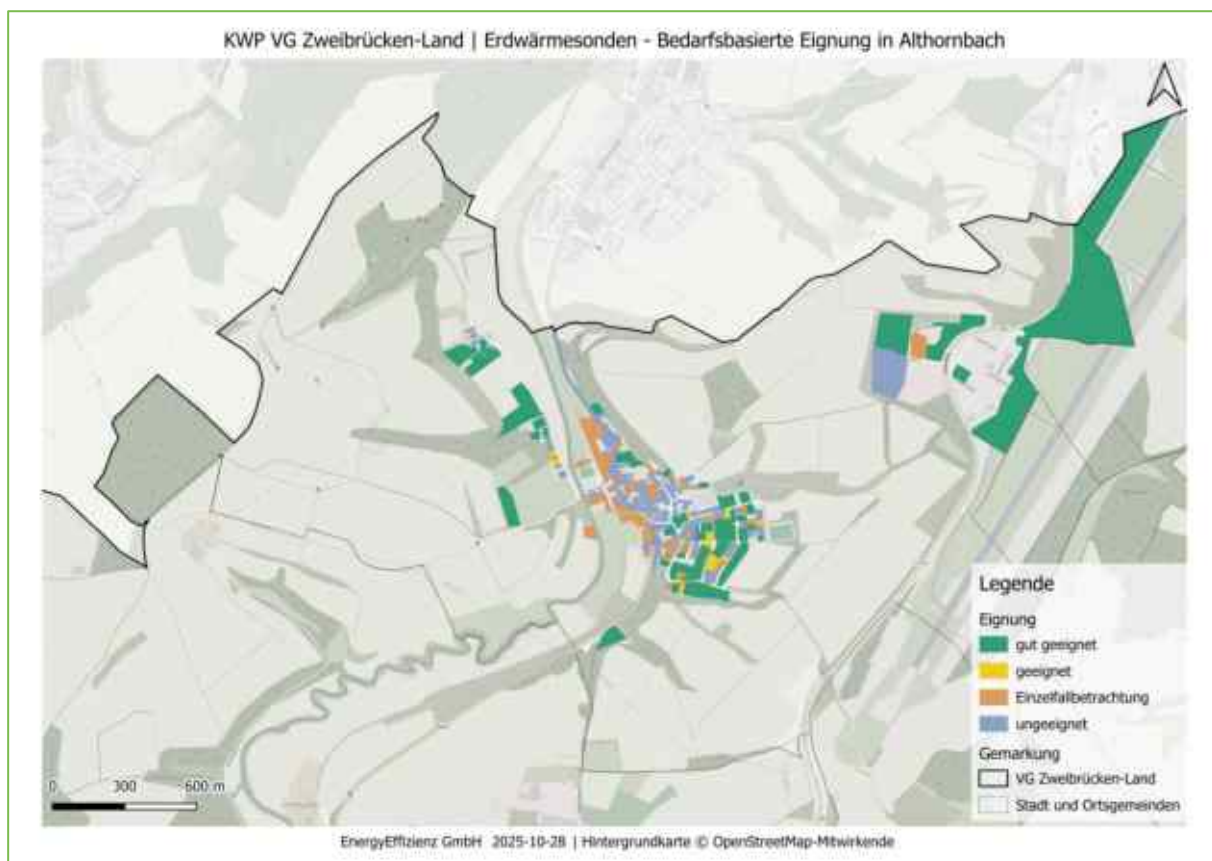 KWP VG Zweibrücken-Land | Erdwärmesonden - Bedarfsbasierte Eignung in Althornbach
Legende
Eignung
gut geeignet
geeignet
Einzelfallbetrachtung
ungeeignet
Gemarkung
VG Zweibrücken-Land
Stadt und Ortsgemeinden
0 300 600 m
EnergyEffizienz GmbH 2025-10-28 | Hintergrundkarte © OpenStreetMap-Mitwirkende